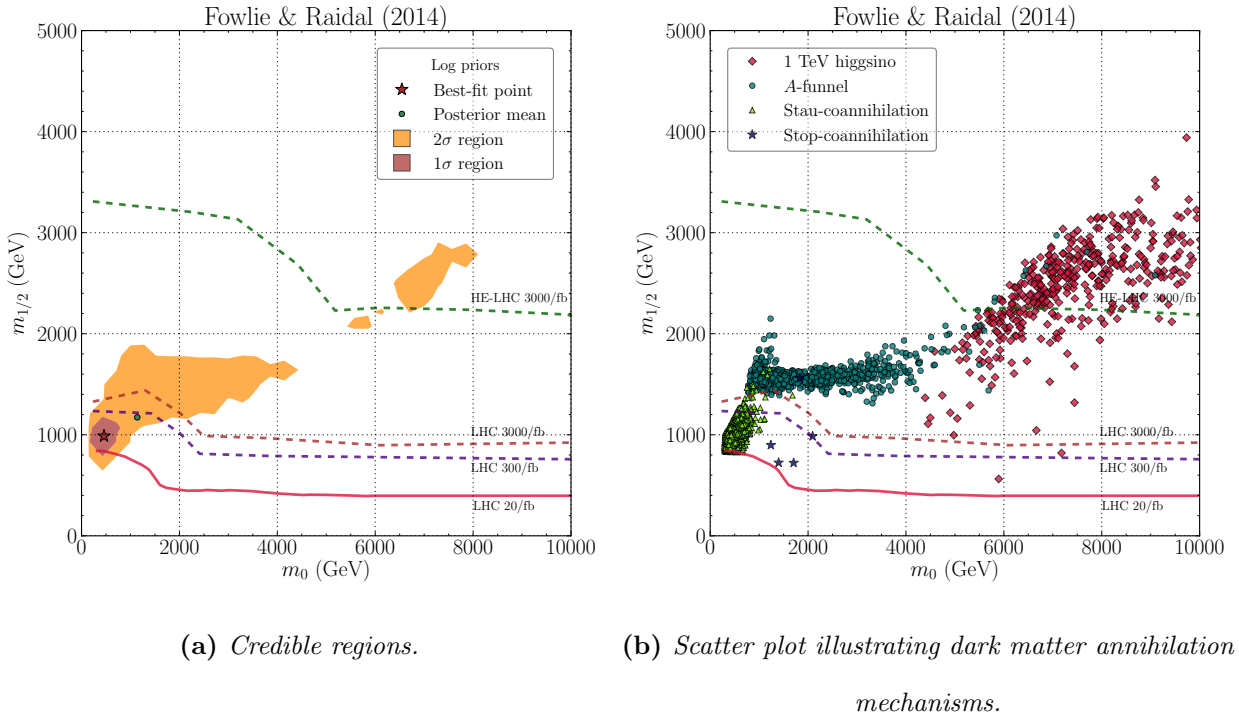 Fowlie & Raidal (2014)
5000
4000
3000
2000
1000
0
m₁/₂ (GeV)
0
2000
4000
6000
8000
10000
m₀ (GeV)
Log priors
Best-fit point
Posterior mean
2σ region
1σ region
HE-LHC 3000/fb
LHC 3000/fb
LHC 300/fb
LHC 20/fb
(a) Credible regions.
Fowlie & Raidal (2014)
5000
4000
3000
2000
1000
0
m₁/₂ (GeV)
0
2000
4000
6000
8000
10000
m₀ (GeV)
1 TeV higgsino
A-funnel
Stau-coannihilation
Stop-coannihilation
HE-LHC 3000/fb
LHC 3000/fb
LHC 300/fb
LHC 20/fb
(b) Scatter plot illustrating dark matter annihilation
mechanisms.